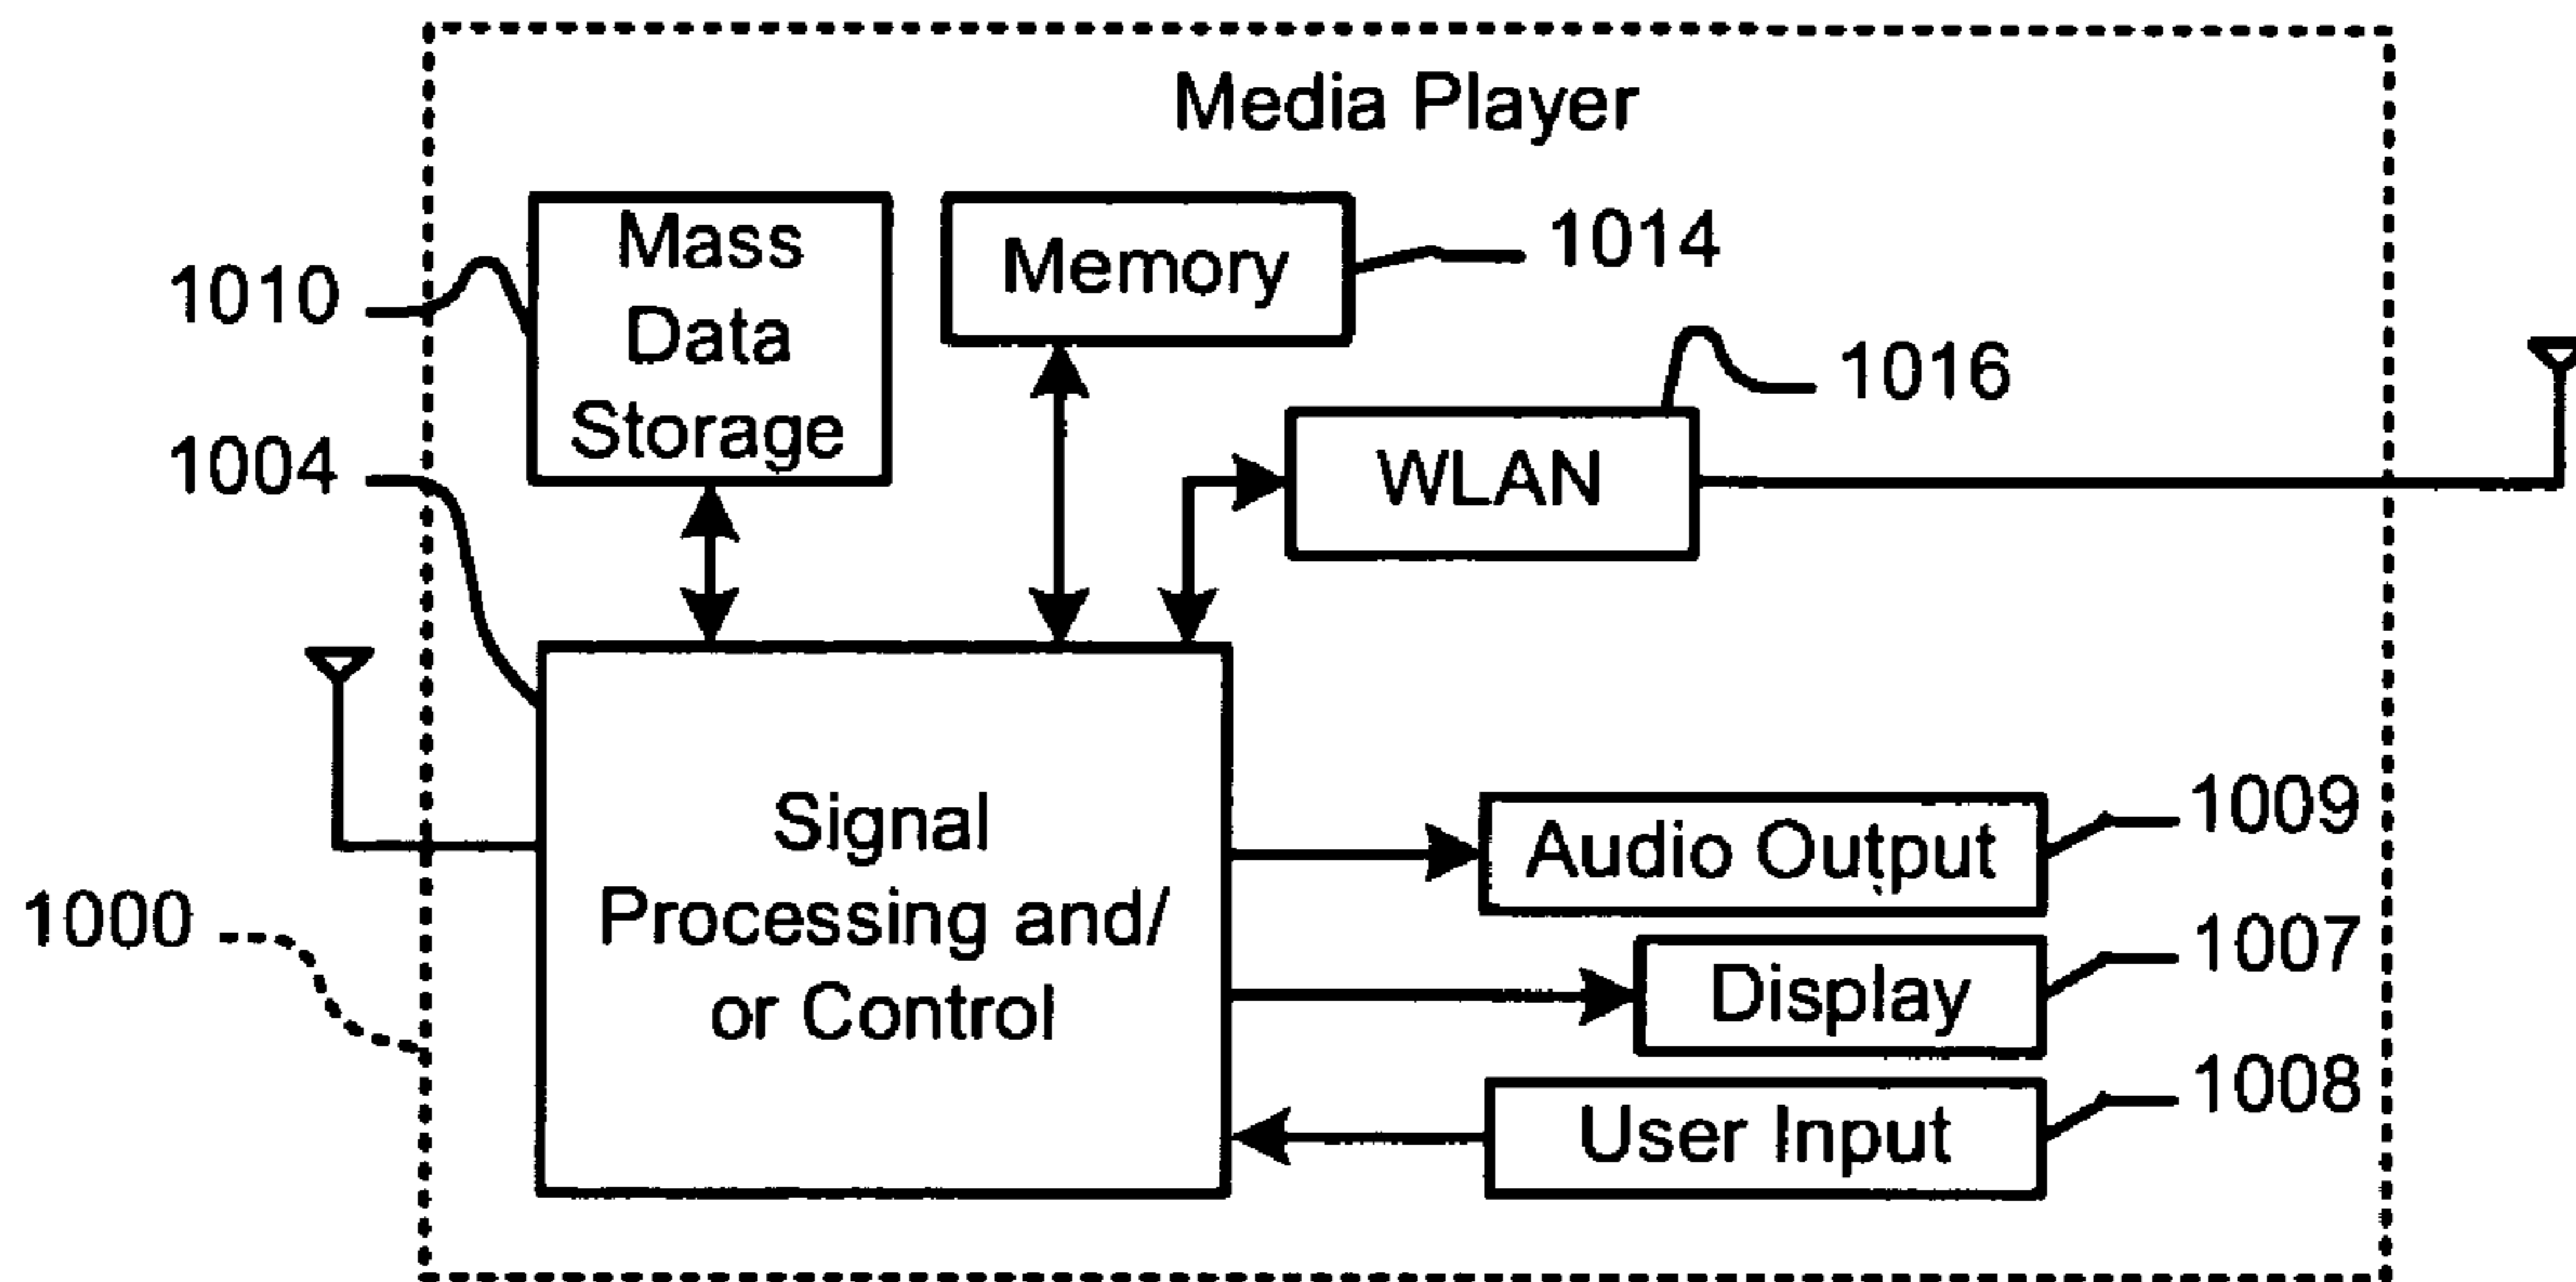 Media Player
Mass
Data
Storage
Memory
1014
1010
1016
1004
WLAN
Signal
Processing and/
or Control
Audio Output
1009
1000
Display
1007
User Input
1008